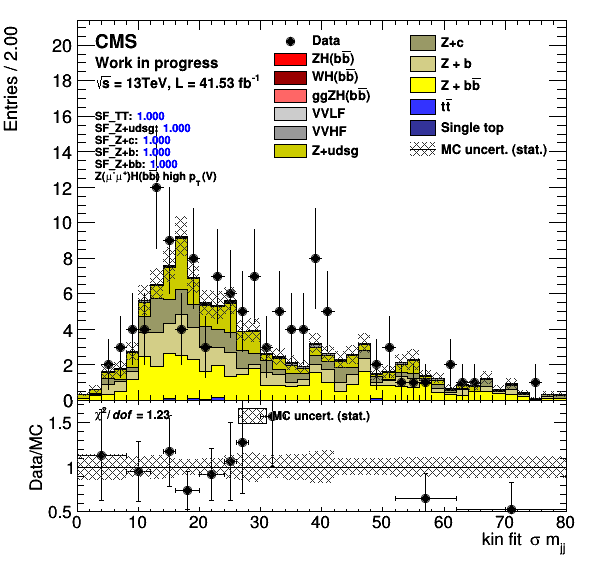 CMS
Work in progress
√s = 13TeV, L = 41.53 fb⁻¹
SF_TT: 1.000
SF_Z+udsg: 1.000
SF_Z+c: 1.000
SF_Z+b: 1.000
SF_Z+bb: 1.000
Z(μ⁻μ⁺)H(bb̅) high p_T(V)
Data
ZH(bb̅)
WH(bb̅)
ggZH(bb̅)
VVLF
VVHF
Z+udsg
Z+c
Z + b
Z + bb̅
tt̅
Single top
MC uncert. (stat.)
Entries / 2.00
20
18
16
14
12
10
8
6
4
2
0
χ²/dof = 1.23
MC uncert. (stat.)
Data/MC
1.5
1
0.5
0 10 20 30 40 50 60 70 80
kin fit σ m_jj